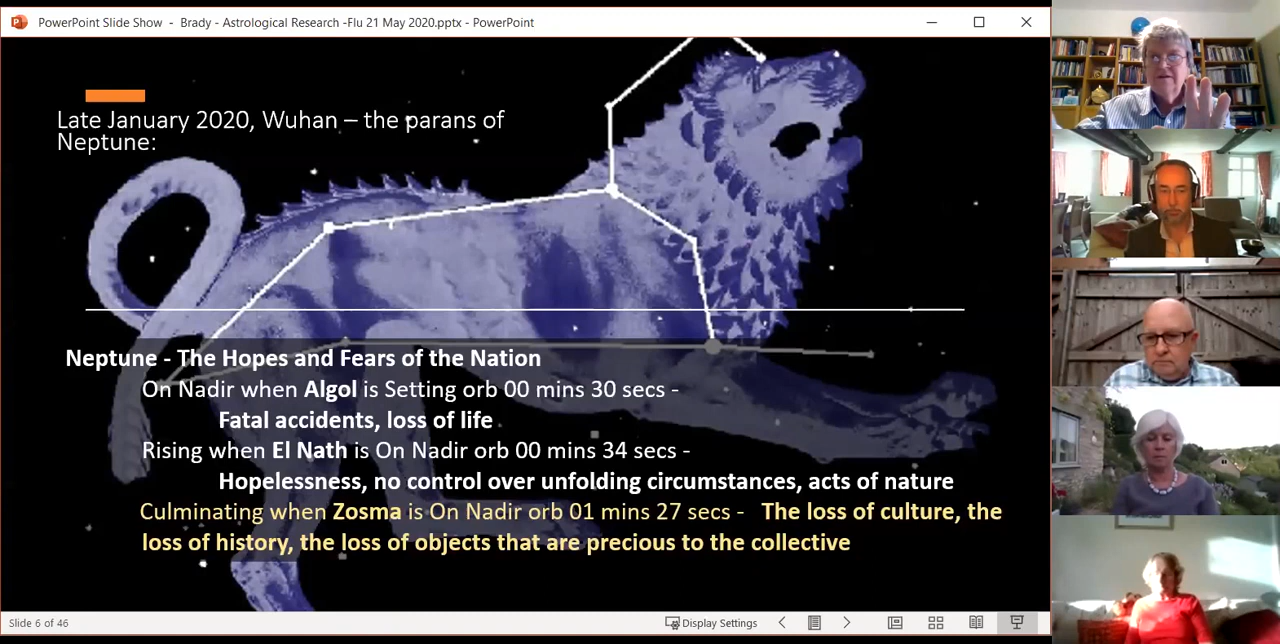 PowerPoint Slide Show - Brady - Astrological Research -Flu 21 May 2020.pptx - PowerPoint
Late January 2020, Wuhan – the parans of
Neptune:
Neptune - The Hopes and Fears of the Nation
On Nadir when Algol is Setting orb 00 mins 30 secs -
Fatal accidents, loss of life
Rising when El Nath is On Nadir orb 00 mins 34 secs -
Hopelessness, no control over unfolding circumstances, acts of nature
Culminating when Zosma is On Nadir orb 01 mins 27 secs - The loss of culture, the
loss of history, the loss of objects that are precious to the collective
Slide 6 of 46
Display Settings